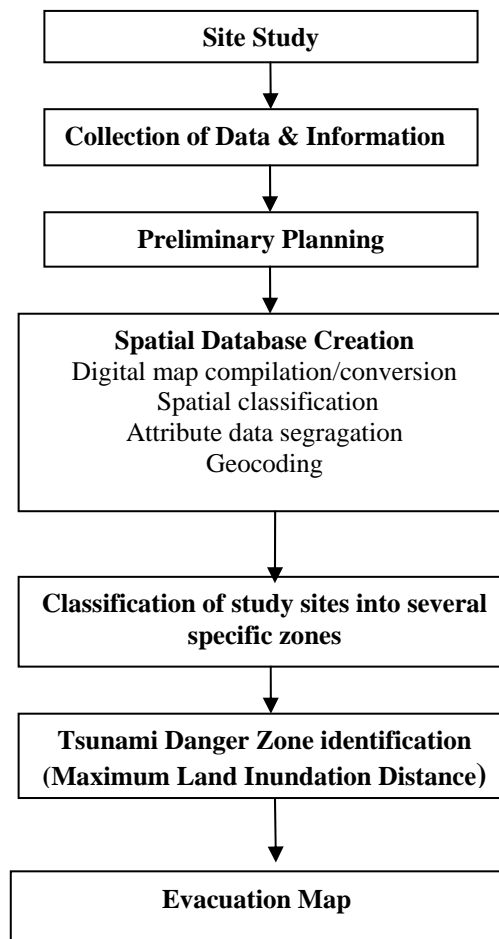 Site Study
Collection of Data & Information
Preliminary Planning
Spatial Database Creation
Digital map compilation/conversion
Spatial classification
Attribute data segragation
Geocoding
Classification of study sites into several
specific zones
Tsunami Danger Zone identification
(Maximum Land Inundation Distance)
Evacuation Map